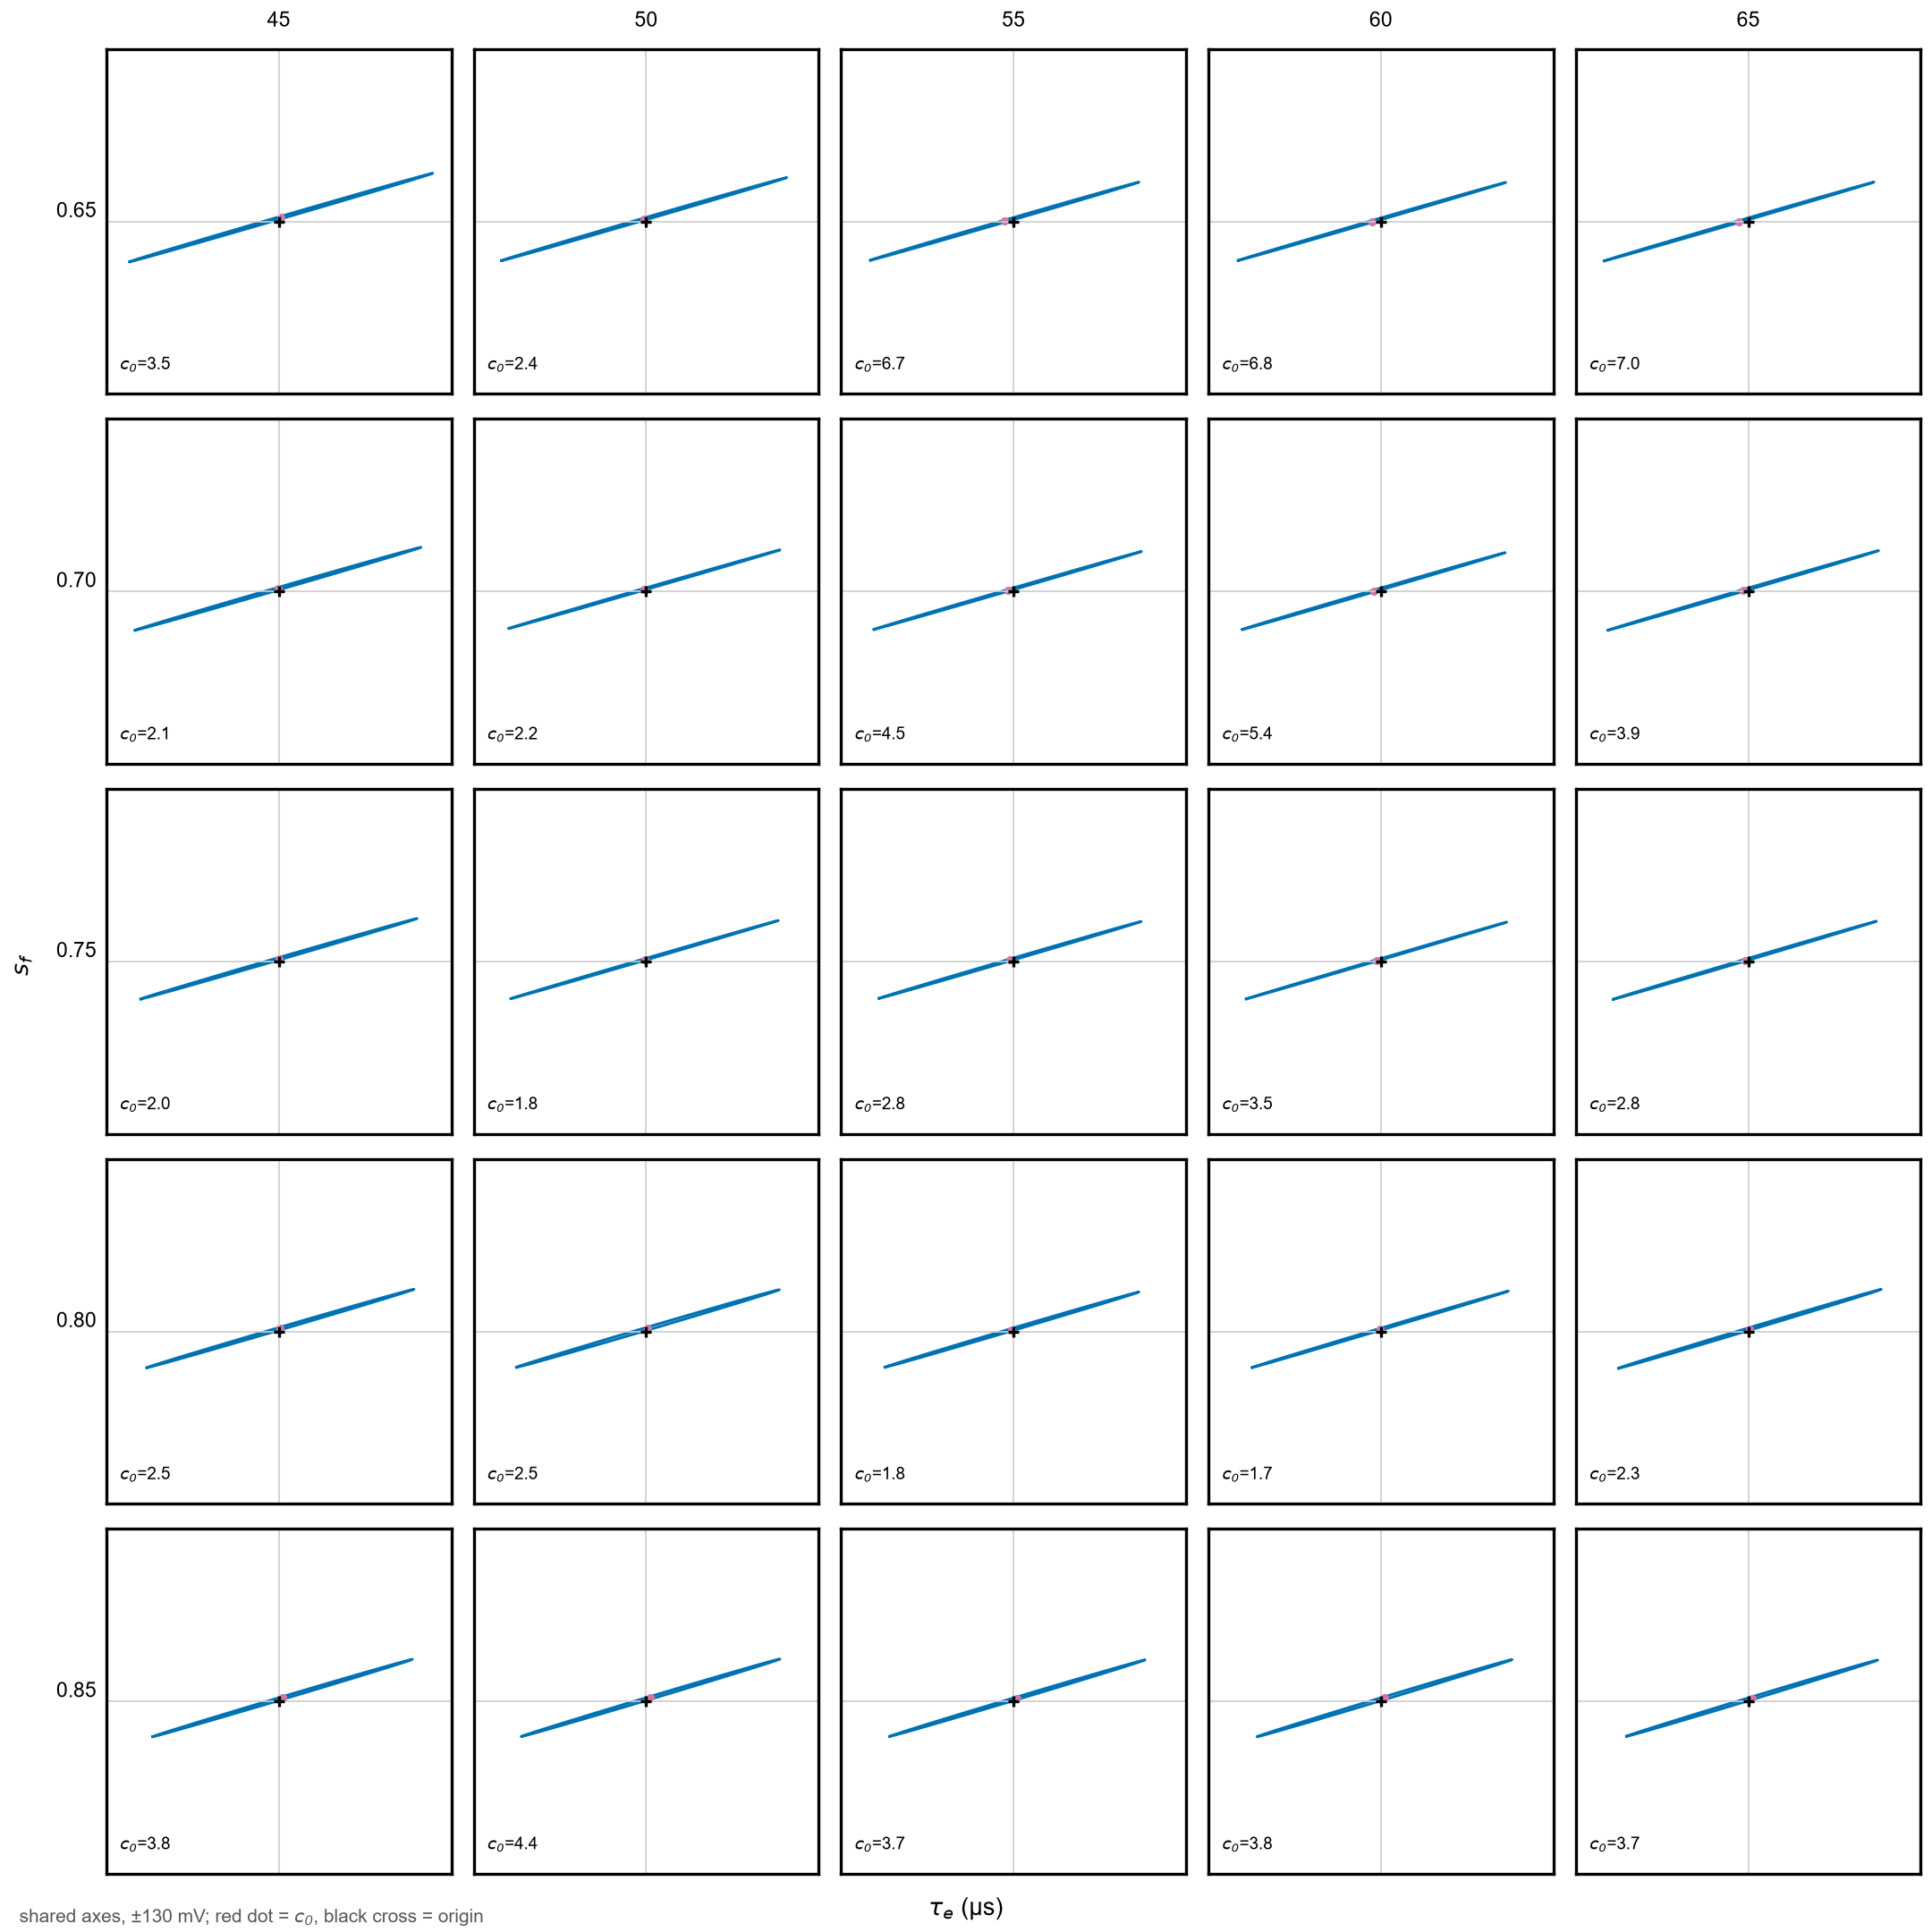 45 50 55 60 65
0.65
c0=3.5 c0=2.4 c0=6.7 c0=6.8 c0=7.0
0.70
c0=2.1 c0=2.2 c0=4.5 c0=5.4 c0=3.9
0.75
sf
c0=2.0 c0=1.8 c0=2.8 c0=3.5 c0=2.8
0.80
c0=2.5 c0=2.5 c0=1.8 c0=1.7 c0=2.3
0.85
c0=3.8 c0=4.4 c0=3.7 c0=3.8 c0=3.7
τe (μs)
shared axes, ±130 mV; red dot = c0, black cross = origin